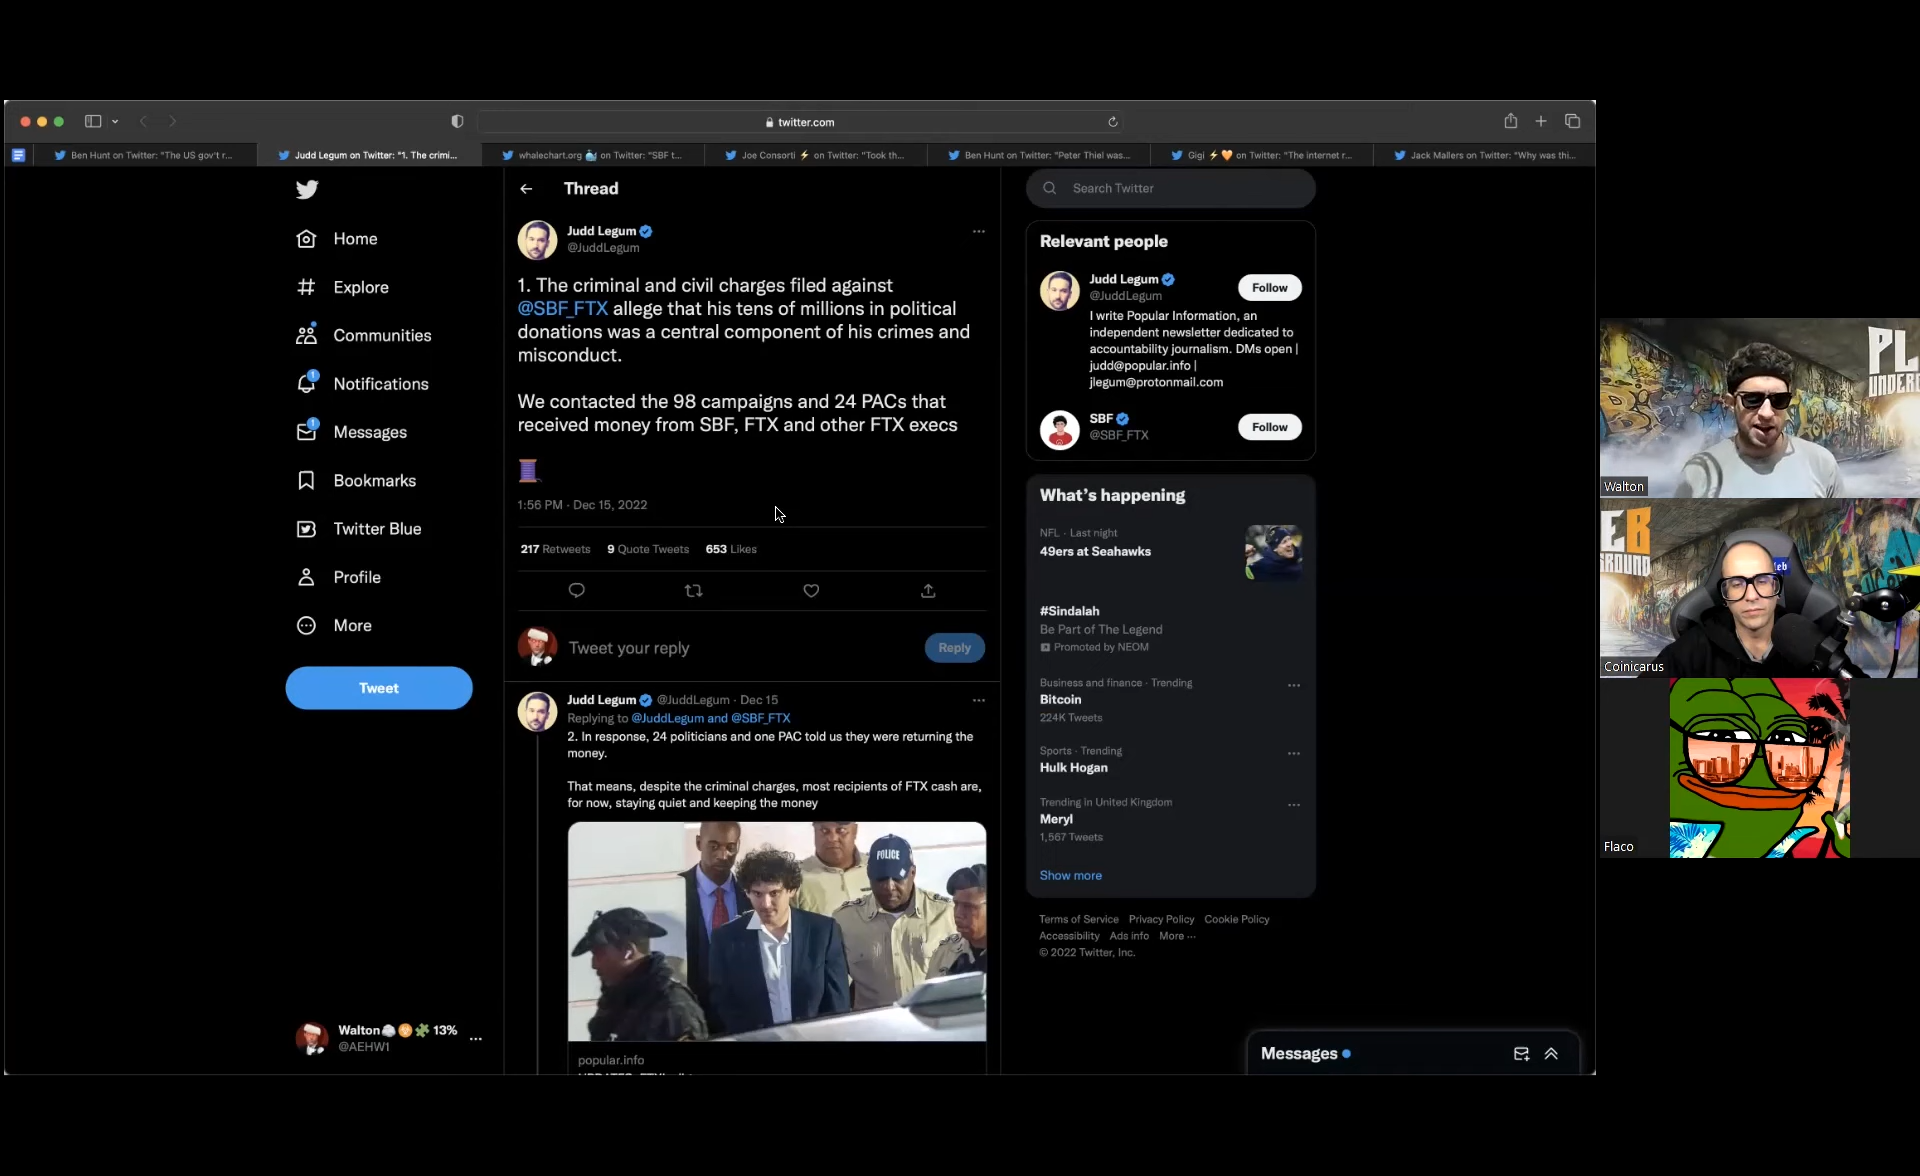 twitter.com
Ben Hunt on Twitter: "The US gov't r...
Judd Legum on Twitter: "1. The crimi...
whalechart.org 🐳 on Twitter: "SBF t...
Joe Consorti ⚡ on Twitter: "Took th...
Ben Hunt on Twitter: "Peter Thiel was...
Gigi ⚡🧡 on Twitter: "The internet r...
Jack Mallers on Twitter: "Why was thi...
Home
Explore
Communities
1
Notifications
1
Messages
Bookmarks
Twitter Blue
Profile
More
Tweet
Walton
13%
@AEHW1
Thread
Judd Legum
@JuddLegum
1. The criminal and civil charges filed against
@SBF_FTX allege that his tens of millions in political
donations was a central component of his crimes and
misconduct.
We contacted the 98 campaigns and 24 PACs that
received money from SBF, FTX and other FTX execs
🧵
1:56 PM · Dec 15, 2022
217 Retweets 9 Quote Tweets 653 Likes
Tweet your reply
Reply
Judd Legum @JuddLegum · Dec 15
Replying to @JuddLegum and @SBF_FTX
2. In response, 24 politicians and one PAC told us they were returning the
money.
That means, despite the criminal charges, most recipients of FTX cash are,
for now, staying quiet and keeping the money
POLICE
popular.info
Search Twitter
Relevant people
Judd Legum
@JuddLegum
Follow
I write Popular Information, an
independent newsletter dedicated to
accountability journalism. DMs open |
judd@popular.info |
jlegum@protonmail.com
SBF
@SBF_FTX
Follow
What's happening
NFL · Last night
49ers at Seahawks
#Sindalah
Be Part of The Legend
Promoted by NEOM
Business and finance · Trending
Bitcoin
224K Tweets
Sports · Trending
Hulk Hogan
Trending in United Kingdom
Meryl
1,567 Tweets
Show more
Terms of Service Privacy Policy Cookie Policy
Accessibility Ads info More ···
© 2022 Twitter, Inc.
Messages
PL
UNDERG
Walton
EB
GROUND
Coinicarus
Flaco